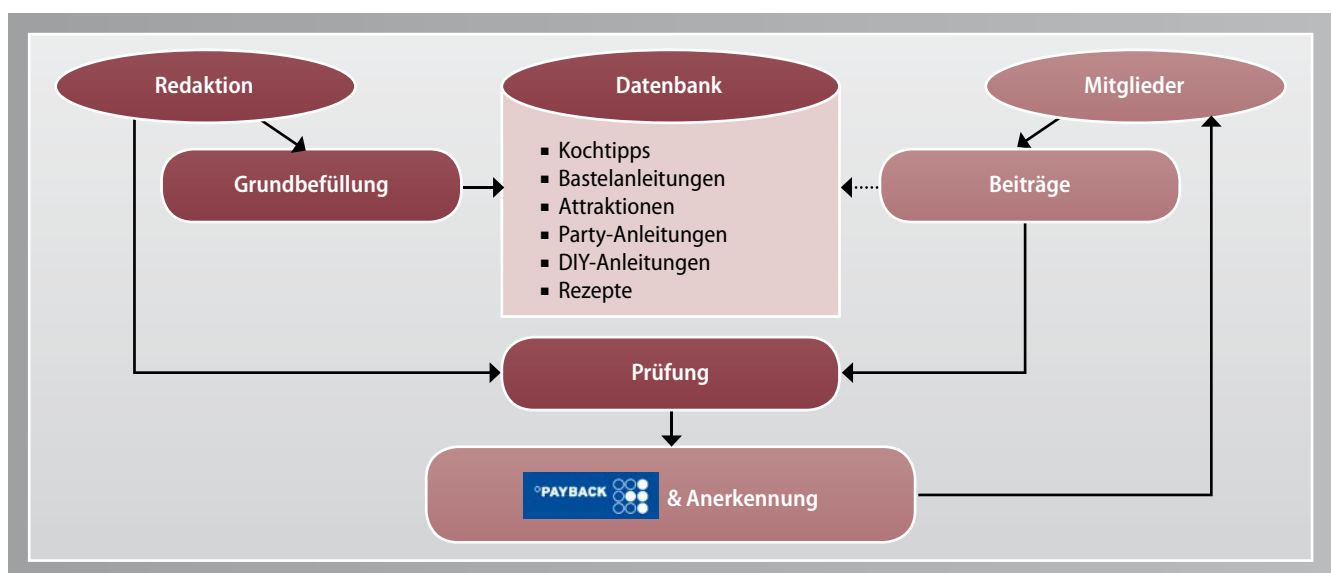 Redaktion
Datenbank
Mitglieder
Grundbefüllung
▪ Kochtipps
▪ Bastelanleitungen
▪ Attraktionen
▪ Party-Anleitungen
▪ DIY-Anleitungen
▪ Rezepte
Beiträge
Prüfung
°PAYBACK & Anerkennung